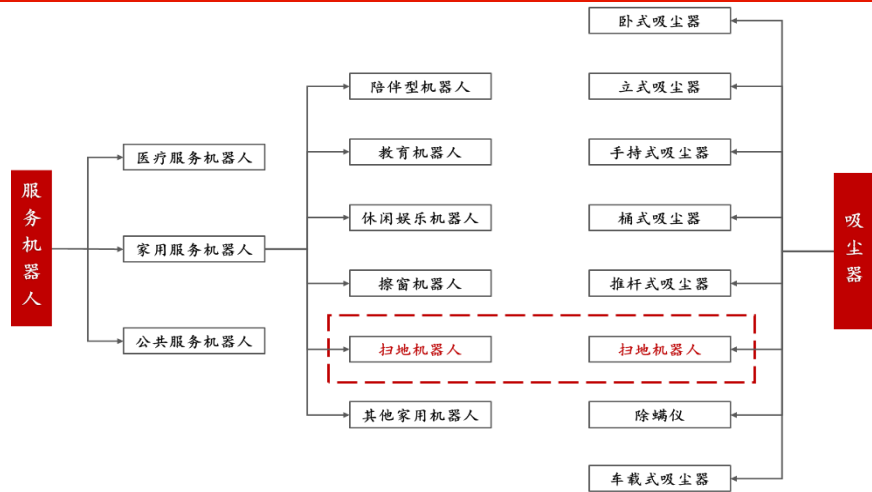 服务机器人
医疗服务机器人
家用服务机器人
公共服务机器人
陪伴型机器人
教育机器人
休闲娱乐机器人
擦窗机器人
扫地机器人
其他家用机器人
卧式吸尘器
立式吸尘器
手持式吸尘器
桶式吸尘器
推杆式吸尘器
扫地机器人
除螨仪
车载式吸尘器
吸尘器